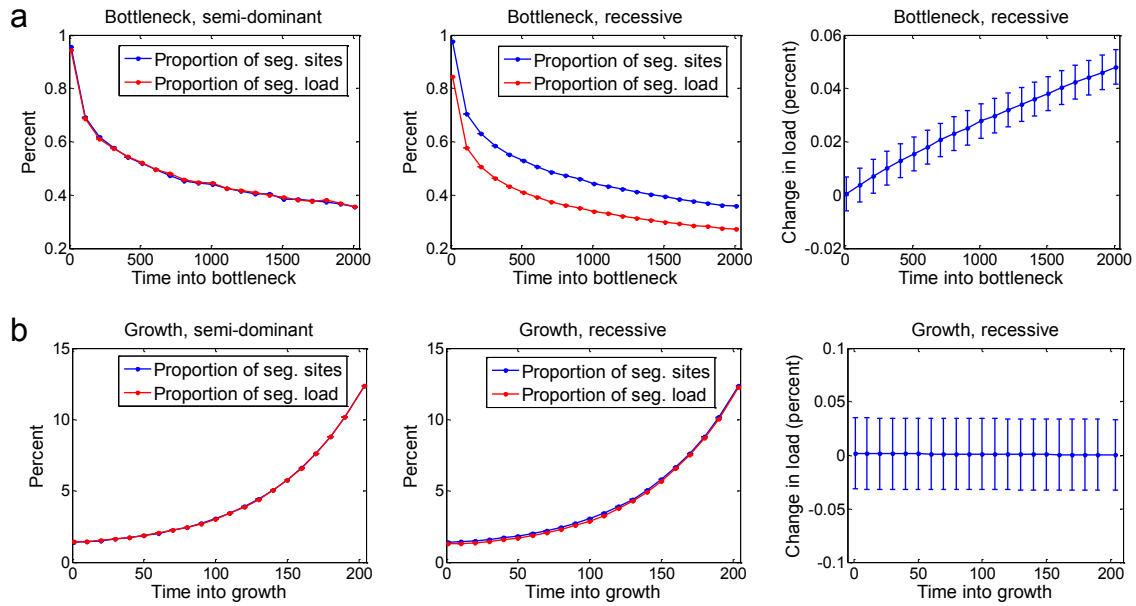 a
Bottleneck, semi-dominant
Percent
1
0.8
0.6
0.4
0.2
Proportion of seg. sites
Proportion of seg. load
0 500 1000 1500 2000
Time into bottleneck
Bottleneck, recessive
Percent
1
0.8
0.6
0.4
0.2
Proportion of seg. sites
Proportion of seg. load
0 500 1000 1500 2000
Time into bottleneck
Bottleneck, recessive
Change in load (percent)
0.06
0.04
0.02
0
-0.02
0 500 1000 1500 2000
Time into bottleneck
b
Growth, semi-dominant
Percent
15
10
5
0
Proportion of seg. sites
Proportion of seg. load
0 50 100 150 200
Time into growth
Growth, recessive
Percent
15
10
5
0
Proportion of seg. sites
Proportion of seg. load
0 50 100 150 200
Time into growth
Growth, recessive
Change in load (percent)
0.1
0.05
0
-0.05
-0.1
0 50 100 150 200
Time into growth